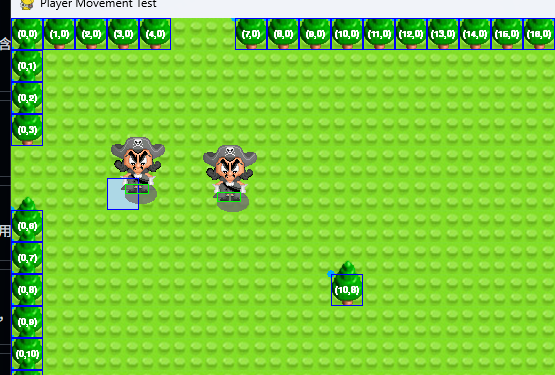 Player Movement Test
含
(0,0) (1,0) (2,0) (3,0) (4,0) (7,0) (8,0) (9,0) (10,0) (11,0) (12,0) (13,0) (14,0) (15,0) (16,0)
(0,1)
(0,2)
(0,3)
(0,6)
用
(0,7)
(0,8) (10,8)
(0,9)
(0,10)